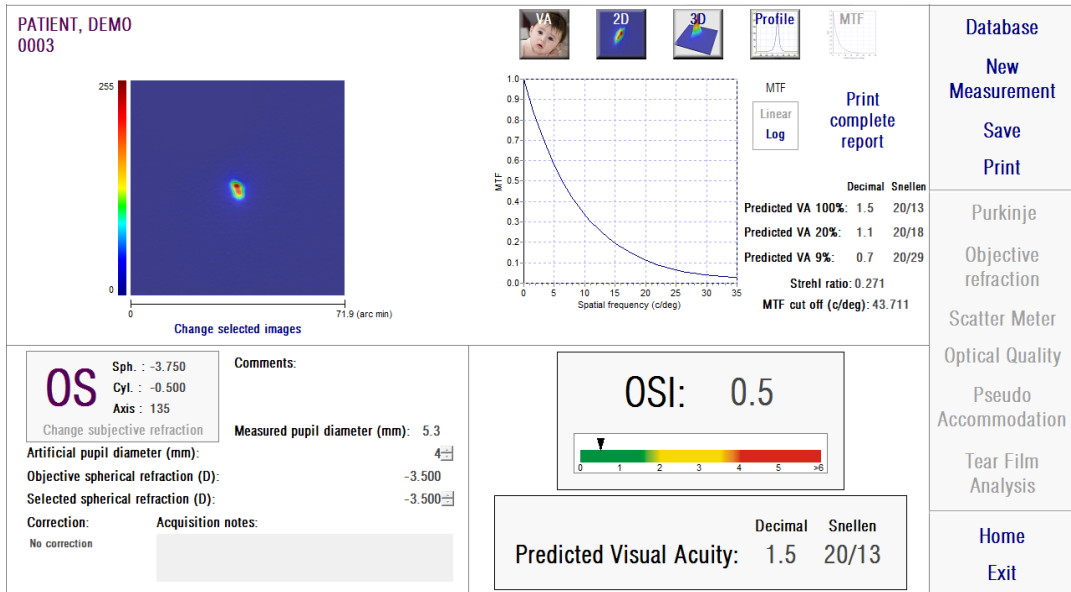 PATIENT, DEMO
0003
VA
2D
3D
Profile
MTF
255
0
0
71.9 (arc min)
Change selected images
1.0
0.9
0.8
0.7
0.6
0.5
0.4
0.3
0.2
0.1
0.0
MTF
0 5 10 15 20 25 30 35
Spatial frequency (c/deg)
MTF
Linear
Log
Print
complete
report
Decimal Snellen
Predicted VA 100%: 1.5 20/13
Predicted VA 20%: 1.1 20/18
Predicted VA 9%: 0.7 20/29
Strehl ratio: 0.271
MTF cut off (c/deg): 43.711
OS
Sph. : -3.750
Cyl. : -0.500
Axis : 135
Change subjective refraction
Comments:
Measured pupil diameter (mm): 5.3
Artificial pupil diameter (mm): 4
Objective spherical refraction (D): -3.500
Selected spherical refraction (D): -3.500
Correction:
No correction
Acquisition notes:
OSI: 0.5
0 1 2 3 4 5 >6
Decimal Snellen
Predicted Visual Acuity: 1.5 20/13
Database
New
Measurement
Save
Print
Purkinje
Objective
refraction
Scatter Meter
Optical Quality
Pseudo
Accommodation
Tear Film
Analysis
Home
Exit